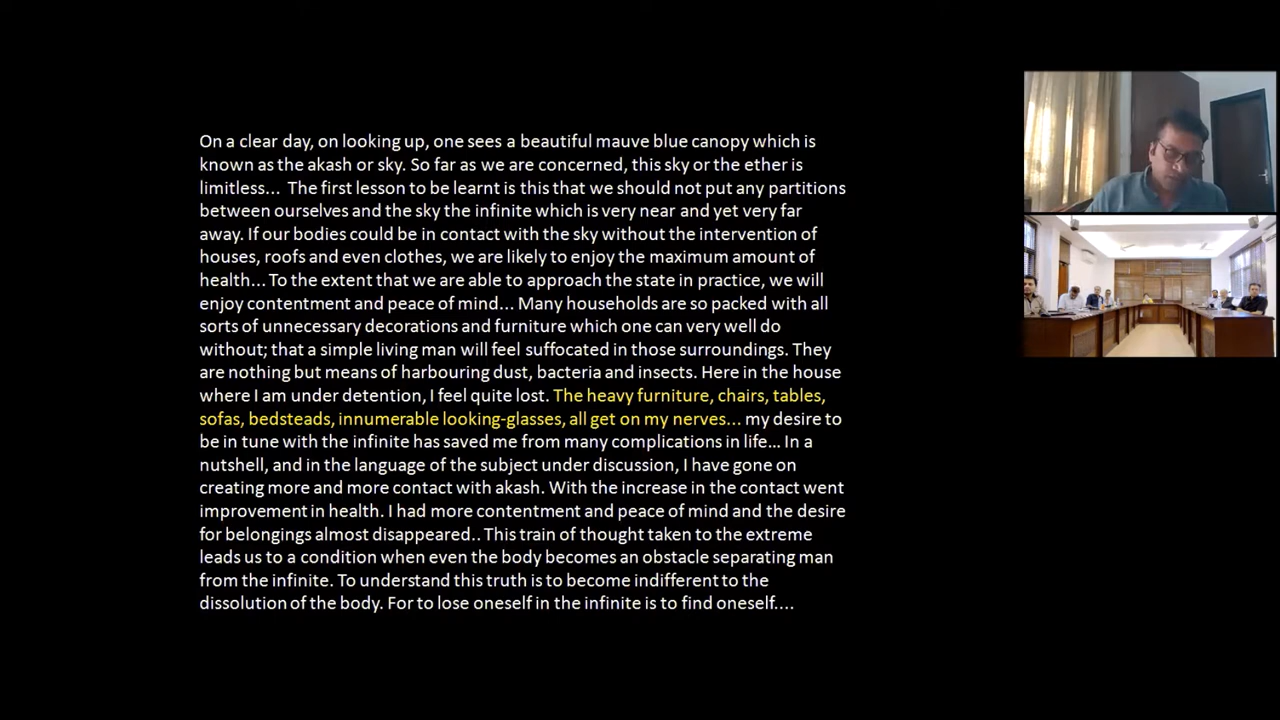 On a clear day, on looking up, one sees a beautiful mauve blue canopy which is
known as the akash or sky. So far as we are concerned, this sky or the ether is
limitless...  The first lesson to be learnt is this that we should not put any partitions
between ourselves and the sky the infinite which is very near and yet very far
away. If our bodies could be in contact with the sky without the intervention of
houses, roofs and even clothes, we are likely to enjoy the maximum amount of
health... To the extent that we are able to approach the state in practice, we will
enjoy contentment and peace of mind... Many households are so packed with all
sorts of unnecessary decorations and furniture which one can very well do
without; that a simple living man will feel suffocated in those surroundings. They
are nothing but means of harbouring dust, bacteria and insects. Here in the house
where I am under detention, I feel quite lost. The heavy furniture, chairs, tables,
sofas, bedsteads, innumerable looking-glasses, all get on my nerves... my desire to
be in tune with the infinite has saved me from many complications in life... In a
nutshell, and in the language of the subject under discussion, I have gone on
creating more and more contact with akash. With the increase in the contact went
improvement in health. I had more contentment and peace of mind and the desire
for belongings almost disappeared.. This train of thought taken to the extreme
leads us to a condition when even the body becomes an obstacle separating man
from the infinite. To understand this truth is to become indifferent to the
dissolution of the body. For to lose oneself in the infinite is to find oneself....